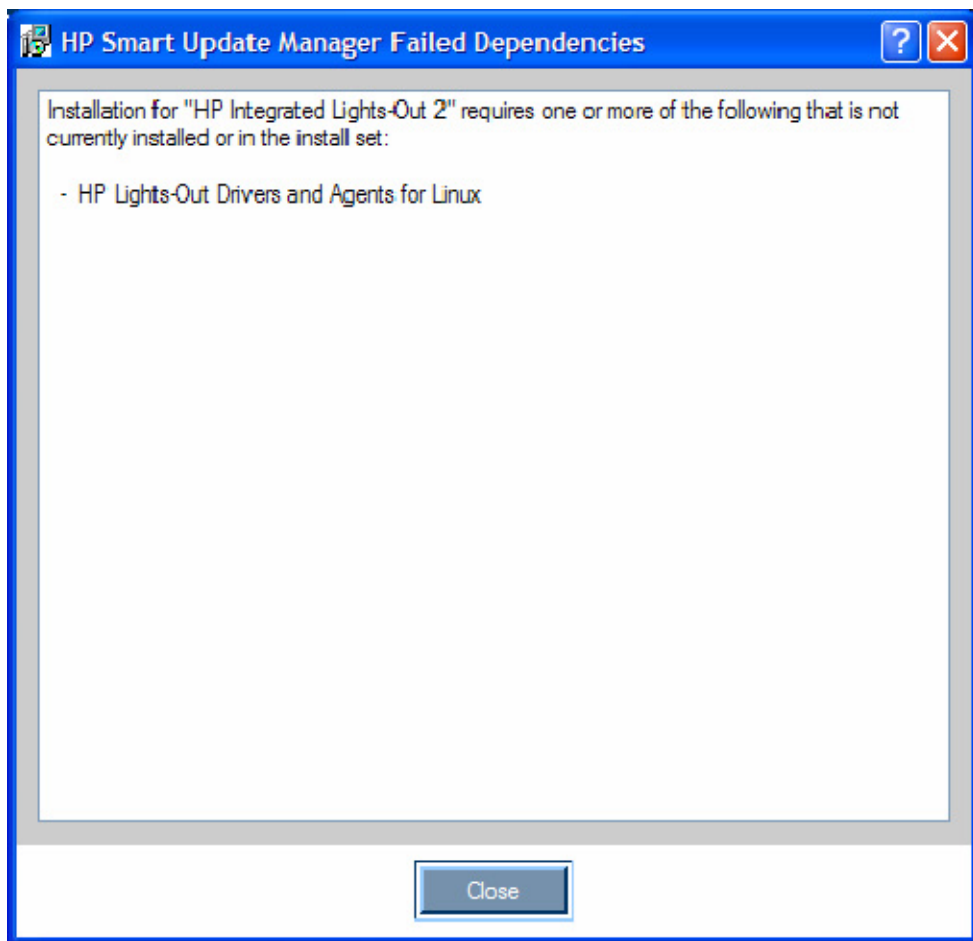 HP Smart Update Manager Failed Dependencies
Installation for "HP Integrated Lights-Out 2" requires one or more of the following that is not
currently installed or in the install set:
- HP Lights-Out Drivers and Agents for Linux
Close